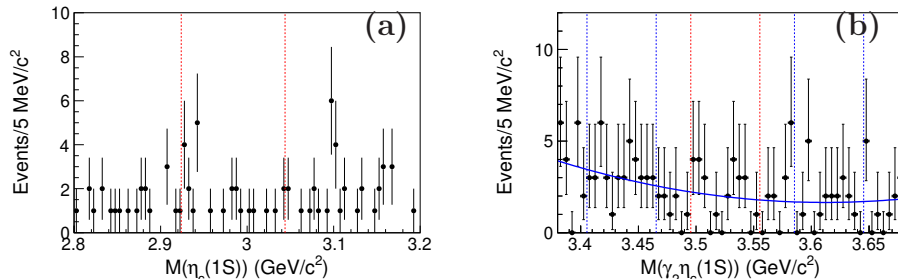 (a)
Events/5 MeV/c²
10
8
6
4
2
0
2.8 2.9 3 3.1 3.2
M(η_c(1S)) (GeV/c²)
(b)
Events/5 MeV/c²
10
5
0
3.4 3.45 3.5 3.55 3.6 3.65
M(γ₂η_c(1S)) (GeV/c²)